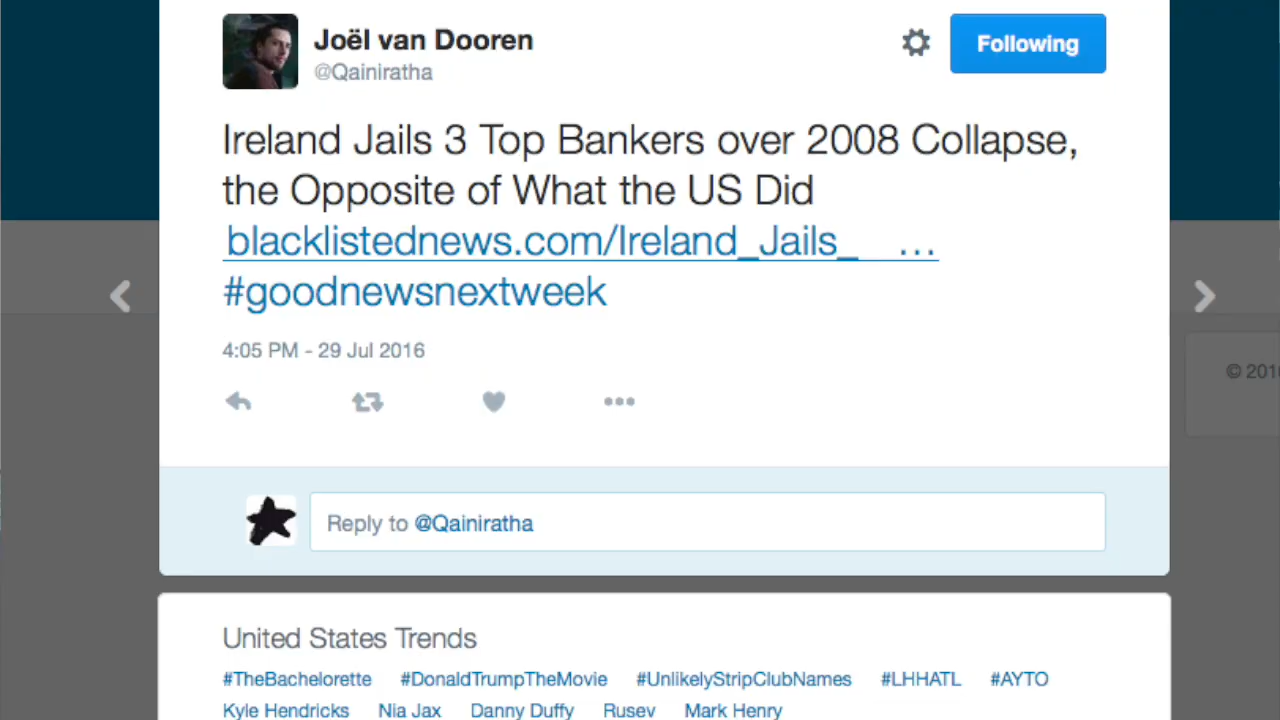 Joël van Dooren
@Qainiratha
Following
Ireland Jails 3 Top Bankers over 2008 Collapse,
the Opposite of What the US Did
blacklistednews.com/Ireland_Jails_ …
#goodnewsnextweek
4:05 PM - 29 Jul 2016
© 201
Reply to @Qainiratha
United States Trends
#TheBachelorette #DonaldTrumpTheMovie #UnlikelyStripClubNames #LHHATL #AYTO
Kyle Hendricks Nia Jax Danny Duffy Rusev Mark Henry